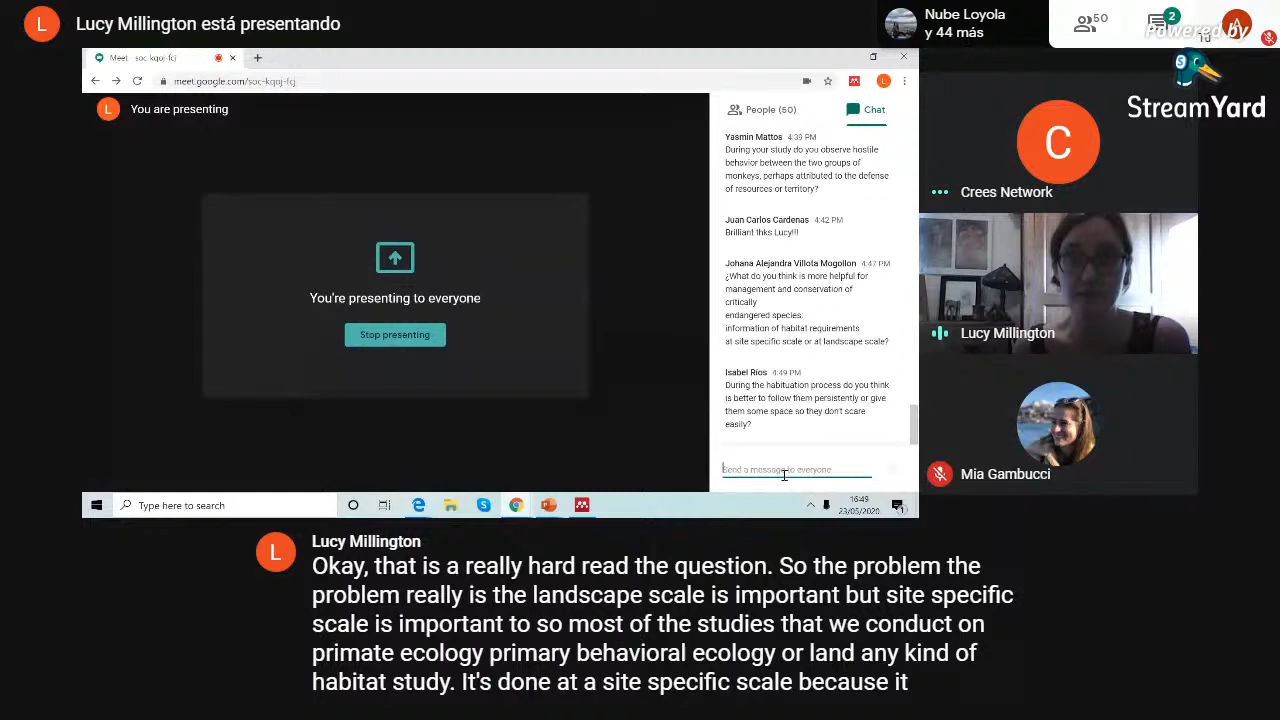 L Lucy Millington está presentando
Nube Loyola
y 44 más
50
2
Powered by
StreamYard
Meet - soc-kqoj-fcj
meet.google.com/soc-kqoj-fcj
L You are presenting
People (50)
Chat
You're presenting to everyone
Stop presenting
Yasmin Mattos 4:39 PM
During your study do you observe hostile
behavior between the two groups of
monkeys, perhaps attributed to the defense
of resources or territory?
Juan Carlos Cardenas 4:42 PM
Brilliant thks Lucy!!!
Johana Alejandra Villota Mogollon 4:47 PM
¿What do you think is more helpful for
management and conservation of
critically
endangered species:
information of habitat requirements
at site specific scale or at landscape scale?
Isabel Ríos 4:49 PM
During the habituation process do you think
is better to follow them persistently or give
them some space so they don't scare
easily?
Send a message to everyone
C
Crees Network
Lucy Millington
Mia Gambucci
Type here to search
16:49
23/05/2020
L Lucy Millington
Okay, that is a really hard read the question. So the problem the
problem really is the landscape scale is important but site specific
scale is important to so most of the studies that we conduct on
primate ecology primary behavioral ecology or land any kind of
habitat study. It's done at a site specific scale because it